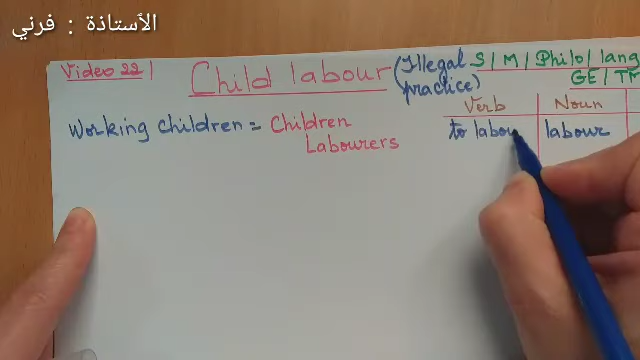 الأستاذة : فرني
Video 22
Child labour (Illegal practice)
S / M / Philo / lang
GE / TM
Verb Noun
Working children = Children Labourers
to labou labour